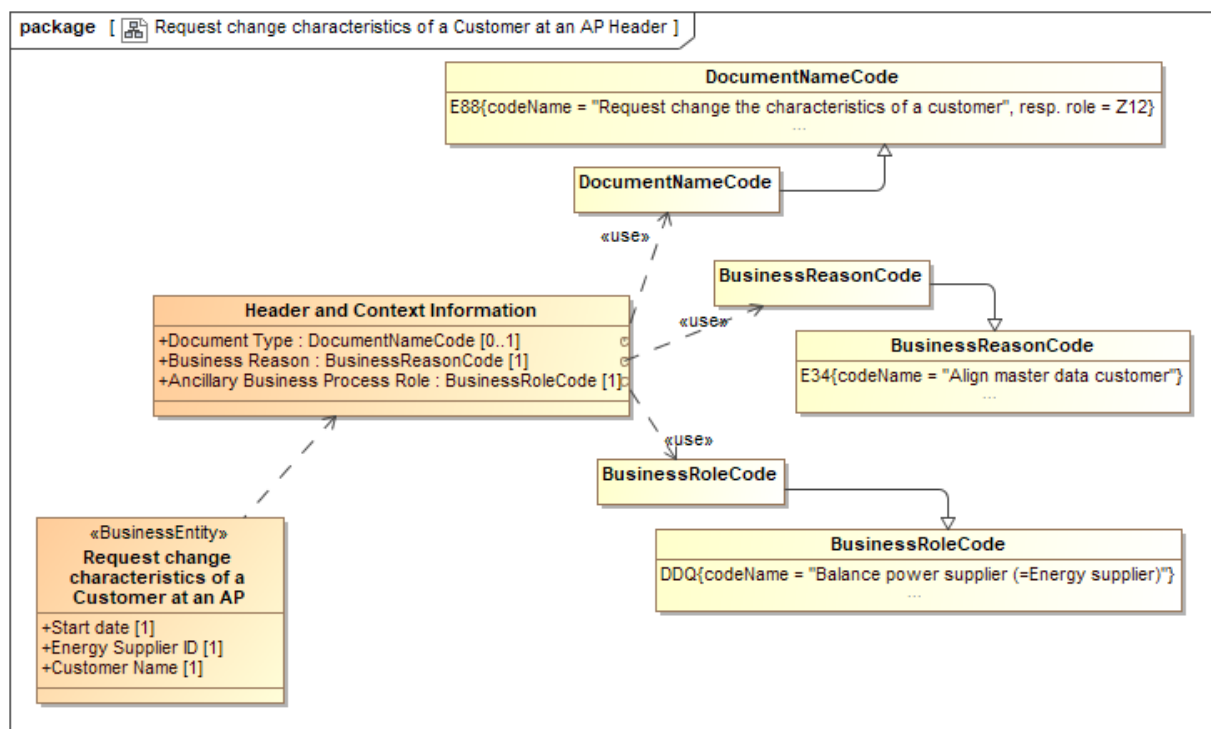 package [ Request change characteristics of a Customer at an AP Header ]
DocumentNameCode
E88{codeName = "Request change the characteristics of a customer", resp. role = Z12}
...
DocumentNameCode
«use»
BusinessReasonCode
«use»
Header and Context Information
+Document Type : DocumentNameCode [0..1]
+Business Reason : BusinessReasonCode [1]
+Ancillary Business Process Role : BusinessRoleCode [1]
BusinessReasonCode
E34{codeName = "Align master data customer"}
...
«use»
BusinessRoleCode
BusinessRoleCode
DDQ{codeName = "Balance power supplier (=Energy supplier)"}
...
«BusinessEntity»
Request change
characteristics of a
Customer at an AP
+Start date [1]
+Energy Supplier ID [1]
+Customer Name [1]